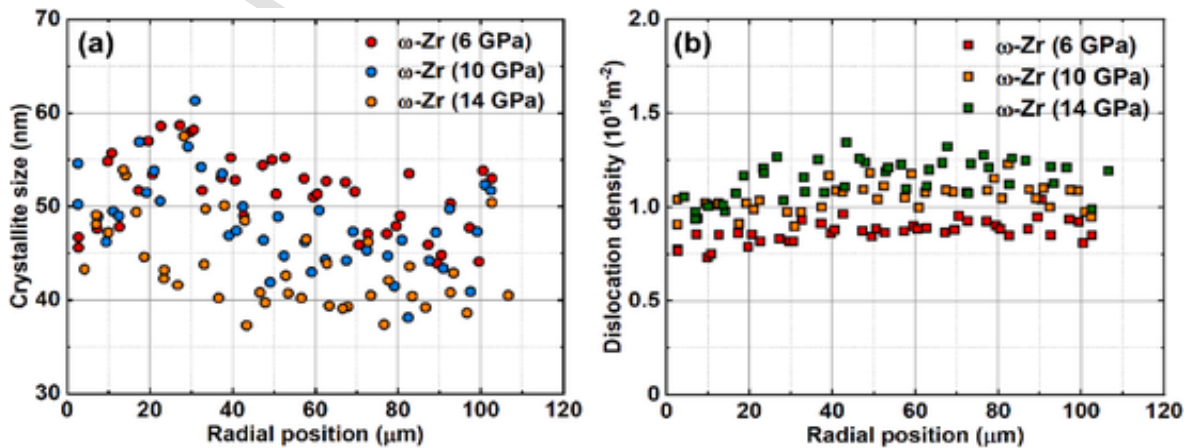 70
60
50
40
30
(a)
ω-Zr (6 GPa)
ω-Zr (10 GPa)
ω-Zr (14 GPa)
Crystallite size (nm)
0 20 40 60 80 100 120
Radial position (μm)
2.0
1.5
1.0
0.5
0
(b)
ω-Zr (6 GPa)
ω-Zr (10 GPa)
ω-Zr (14 GPa)
Dislocation density (10¹⁵m⁻²)
0 20 40 60 80 100 120
Radial position (μm)